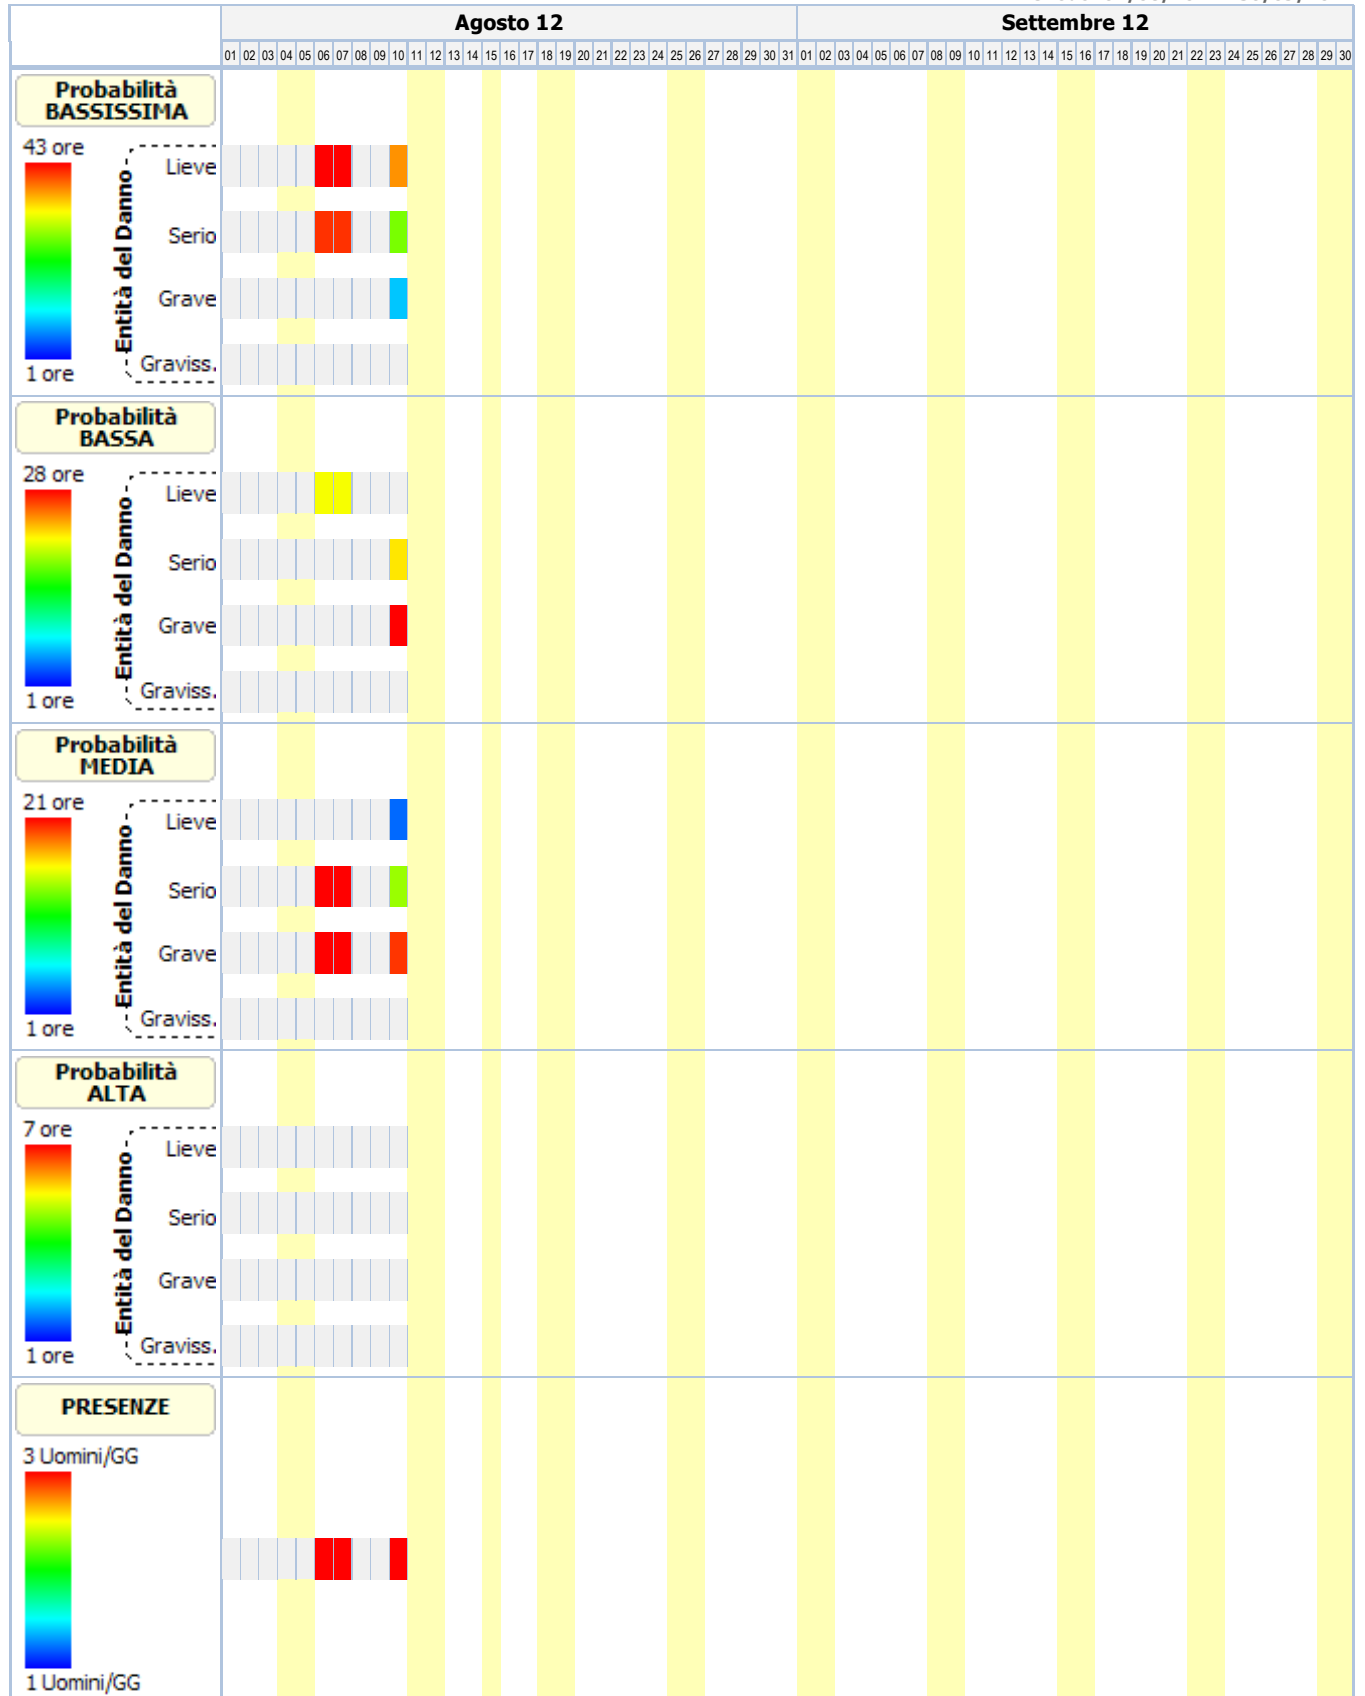 Agosto 12 Settembre 12
01 02 03 04 05 06 07 08 09 10 11 12 13 14 15 16 17 18 19 20 21 22 23 24 25 26 27 28 29 30 31 01 02 03 04 05 06 07 08 09 10 11 12 13 14 15 16 17 18 19 20 21 22 23 24 25 26 27 28 29 30
Probabilità
BASSISSIMA
43 ore
Entità del Danno
Lieve
Serio
Grave
Graviss.
1 ore
Probabilità
BASSA
28 ore
Entità del Danno
Lieve
Serio
Grave
Graviss.
1 ore
Probabilità
MEDIA
21 ore
Entità del Danno
Lieve
Serio
Grave
Graviss.
1 ore
Probabilità
ALTA
7 ore
Entità del Danno
Lieve
Serio
Grave
Graviss.
1 ore
PRESENZE
3 Uomini/GG
1 Uomini/GG